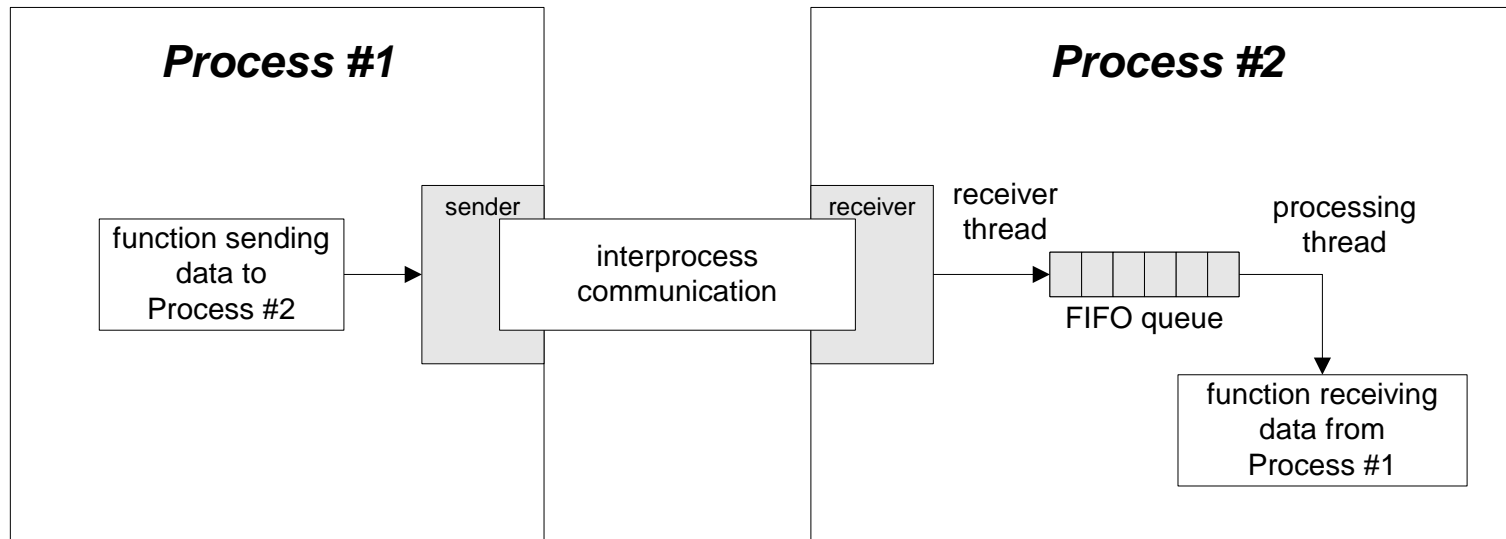 Process #1
Process #2
sender
receiver
receiver
thread
processing
thread
function sending
data to
Process #2
interprocess
communication
FIFO queue
function receiving
data from
Process #1